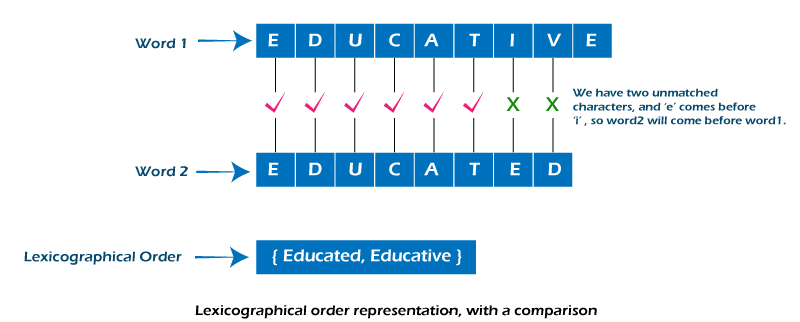 Word 1
E D U C A T I V E
X X
We have two unmatched
characters, and ‘e’ comes before
‘i’ , so word2 will come before word1.
Word 2
E D U C A T E D
Lexicographical Order
{ Educated, Educative }
Lexicographical order representation, with a comparison